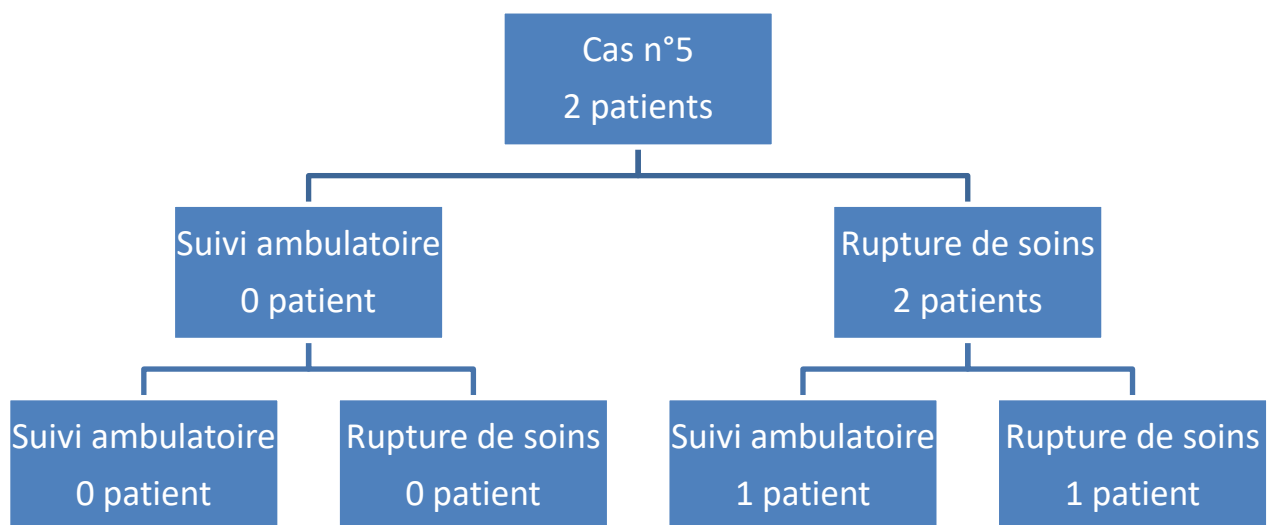 Cas n°5
2 patients
Suivi ambulatoire
0 patient
Rupture de soins
2 patients
Suivi ambulatoire
0 patient
Rupture de soins
0 patient
Suivi ambulatoire
1 patient
Rupture de soins
1 patient